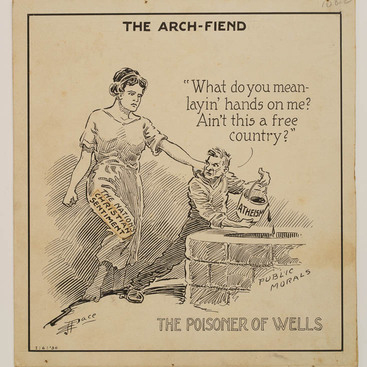 THE ARCH-FIEND
"What do you mean-
layin' hands on me?
Ain't this a free
country?"
THE NATION'S
CHRISTIAN
SENTIMENT
ATHEISM
PUBLIC
MORALS
EJ Pace
THE POISONER OF WELLS